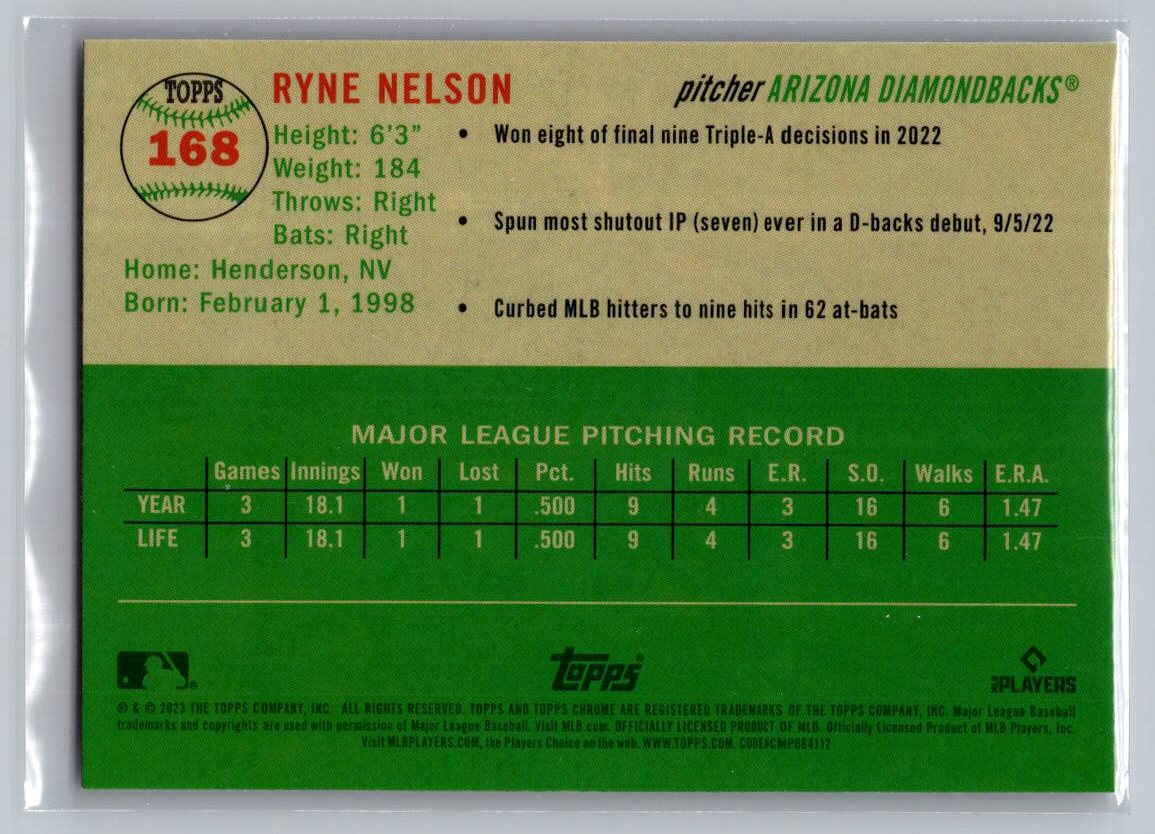 TOPPS
168
RYNE NELSON
pitcher ARIZONA DIAMONDBACKS®
Height: 6'3"
Weight: 184
Throws: Right
Bats: Right
Home: Henderson, NV
Born: February 1, 1998
• Won eight of final nine Triple-A decisions in 2022
• Spun most shutout IP (seven) ever in a D-backs debut, 9/5/22
• Curbed MLB hitters to nine hits in 62 at-bats
MAJOR LEAGUE PITCHING RECORD
Games Innings Won Lost Pct. Hits Runs E.R. S.O. Walks E.R.A.
YEAR 3 18.1 1 1 .500 9 4 3 16 6 1.47
LIFE 3 18.1 1 1 .500 9 4 3 16 6 1.47
topps
PLAYERS
® & © 2023 THE TOPPS COMPANY, INC. ALL RIGHTS RESERVED. TOPPS AND TOPPS CHROME ARE REGISTERED TRADEMARKS OF THE TOPPS COMPANY, INC. Major League Baseball
trademarks and copyrights are used with permission of Major League Baseball. Visit MLB.com. OFFICIALLY LICENSED PRODUCT OF MLB. Officially Licensed Product of MLB Players, Inc.
Visit MLBPLAYERS.COM, the Players Choice on the web. WWW.TOPPS.COM. CODE#CMP084112